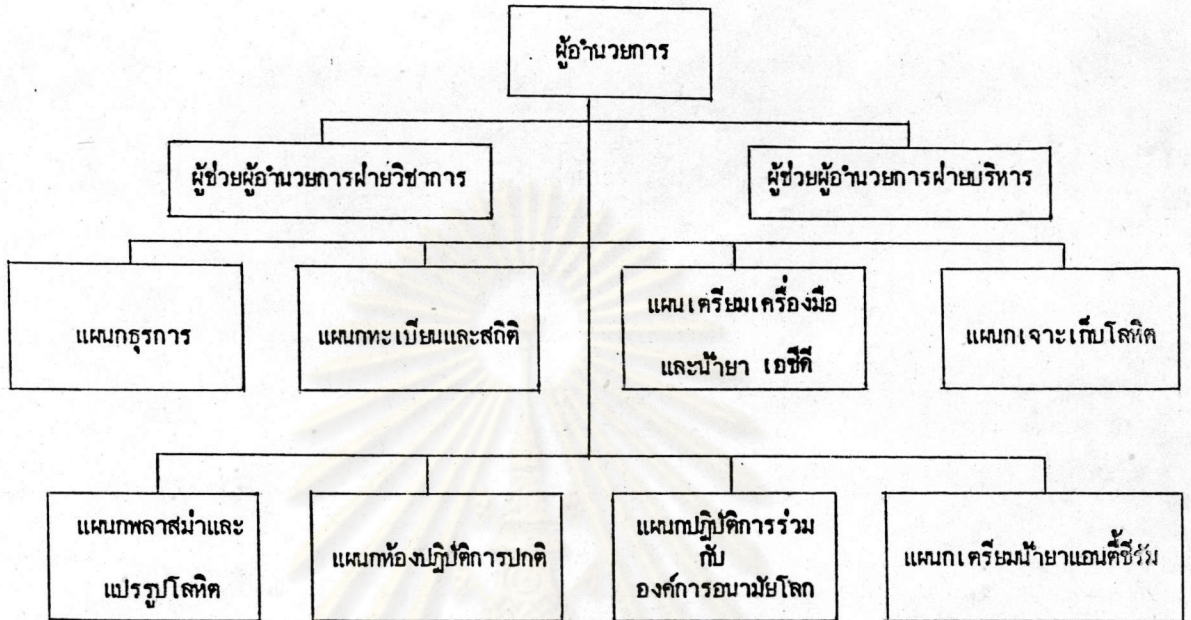 ผู้อำนวยการ
ผู้ช่วยผู้อำนวยการฝ่ายวิชาการ
ผู้ช่วยผู้อำนวยการฝ่ายบริหาร
แผนกธุรการ
แผนกทะเบียนและสถิติ
แผนเตรียมเครื่องมือ
และน้ำยา เอซีดี
แผนกเจาะเก็บโลหิต
แผนกพลาสม่าและ
แปรรูปโลหิต
แผนกห้องปฏิบัติการปกติ
แผนกปฏิบัติการร่วม
กับ
องค์การอนามัยโลก
แผนกเตรียมน้ำยาแอนตี้ซีรัม